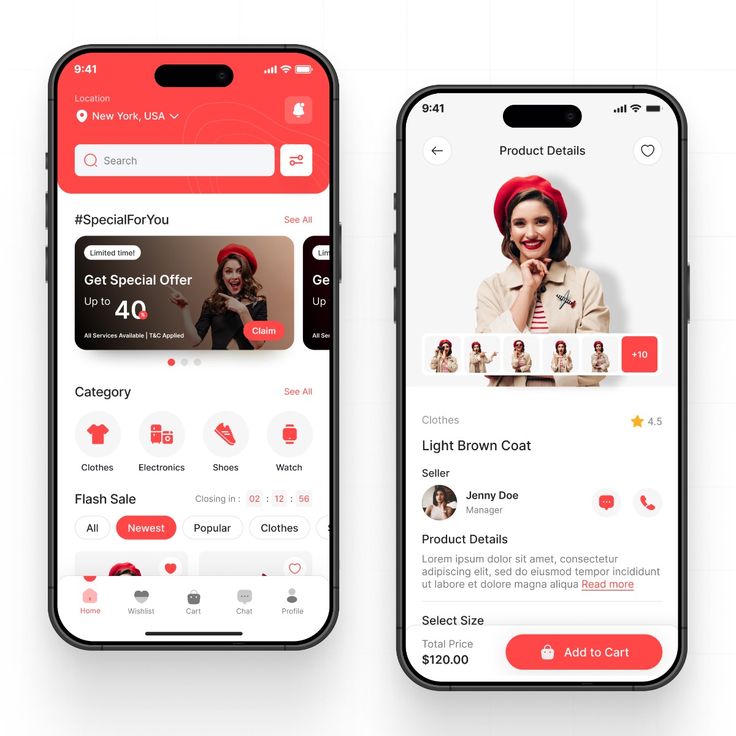 9:41
Location
New York, USA
Search
#SpecialForYou
See All
Limited time!
Get Special Offer
Up to
40
%
All Services Available | T&C Applied
Claim
Lim
Ge
Up
All Se
Category
See All
Clothes
Electronics
Shoes
Watch
Flash Sale
Closing in :
02 : 12 : 56
All
Newest
Popular
Clothes
S
Home
Wishlist
Cart
Chat
Profile
9:41
Product Details
+10
Clothes
4.5
Light Brown Coat
Seller
Jenny Doe
Manager
Product Details
Lorem ipsum dolor sit amet, consectetur
adipiscing elit, sed do eiusmod tempor incididunt
ut labore et dolore magna aliqua Read more
Select Size
Total Price
$120.00
Add to Cart